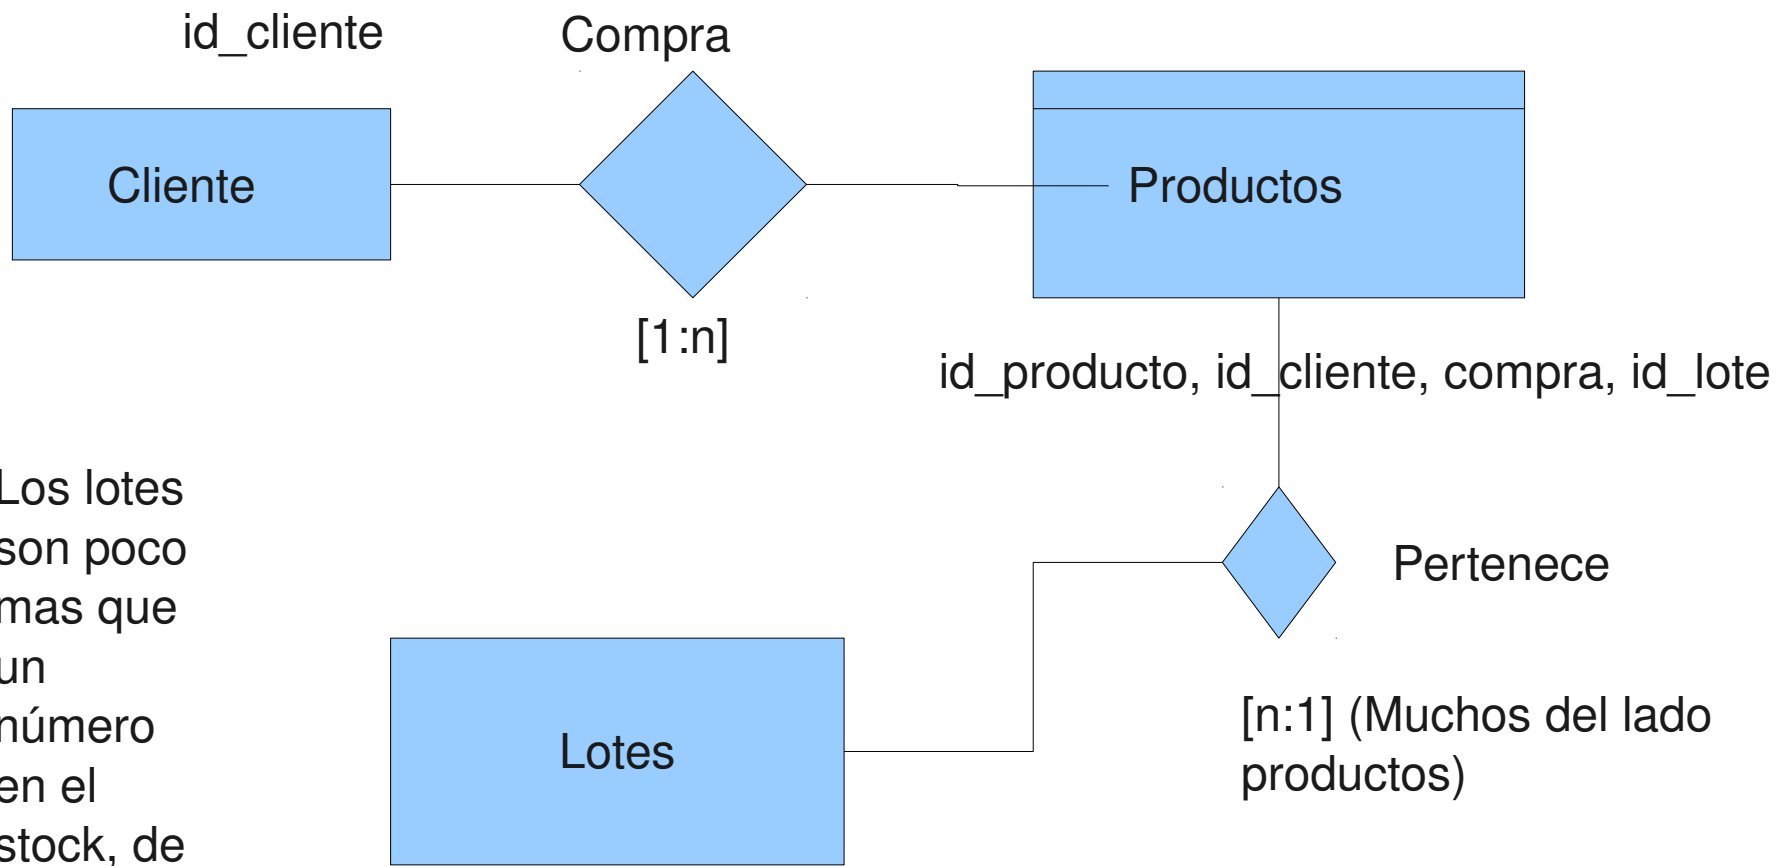 id_cliente
Compra
Cliente
Productos
[1:n]
id_producto, id_cliente, compra, id_lote
Los lotes
son poco
mas que
un
número
en el
stock, de
Pertenece
Lotes
[n:1] (Muchos del lado
productos)